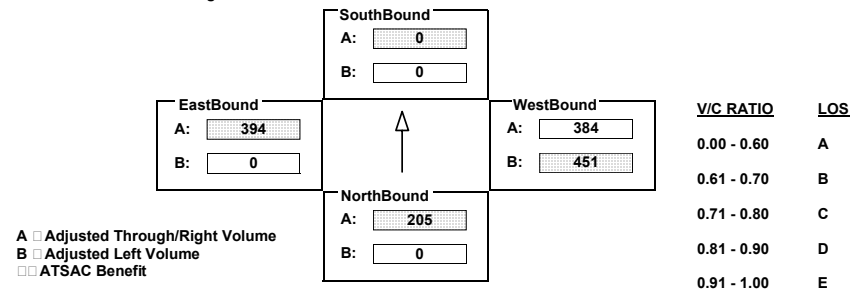 SouthBound
A: 0
B: 0
EastBound
A: 394
B: 0
WestBound
A: 384
B: 451
NorthBound
A: 205
B: 0
A □ Adjusted Through/Right Volume
B □ Adjusted Left Volume
□□ ATSAC Benefit
V/C RATIO LOS
0.00 - 0.60 A
0.61 - 0.70 B
0.71 - 0.80 C
0.81 - 0.90 D
0.91 - 1.00 E